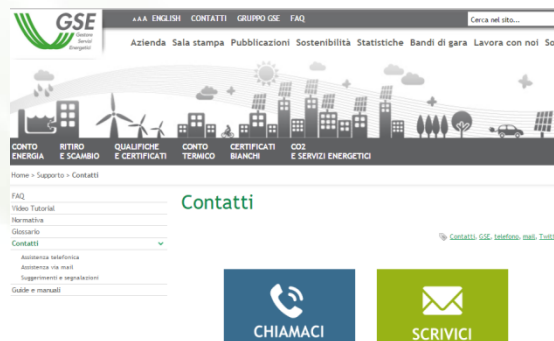 GSE
Gestore
Servizi
Energetici
AAA ENGLISH CONTATTI GRUPPO GSE FAQ
Cerca nel sito...
Azienda Sala stampa Pubblicazioni Sostenibilità Statistiche Bandi di gara Lavora con noi So
CONTO ENERGIA
RITIRO E SCAMBIO
QUALIFICHE E CERTIFICATI
CONTO TERMICO
CERTIFICATI BIANCHI
CO2 E SERVIZI ENERGETICI
Home > Supporto > Contatti
FAQ
Video Tutorial
Normativa
Glossario
Contatti
Assistenza telefonica
Assistenza via mail
Suggerimenti e segnalazioni
Guide e manuali
Contatti
Contatti, GSE, telefono, mail, Twitt
CHIAMACI
SCRIVICI